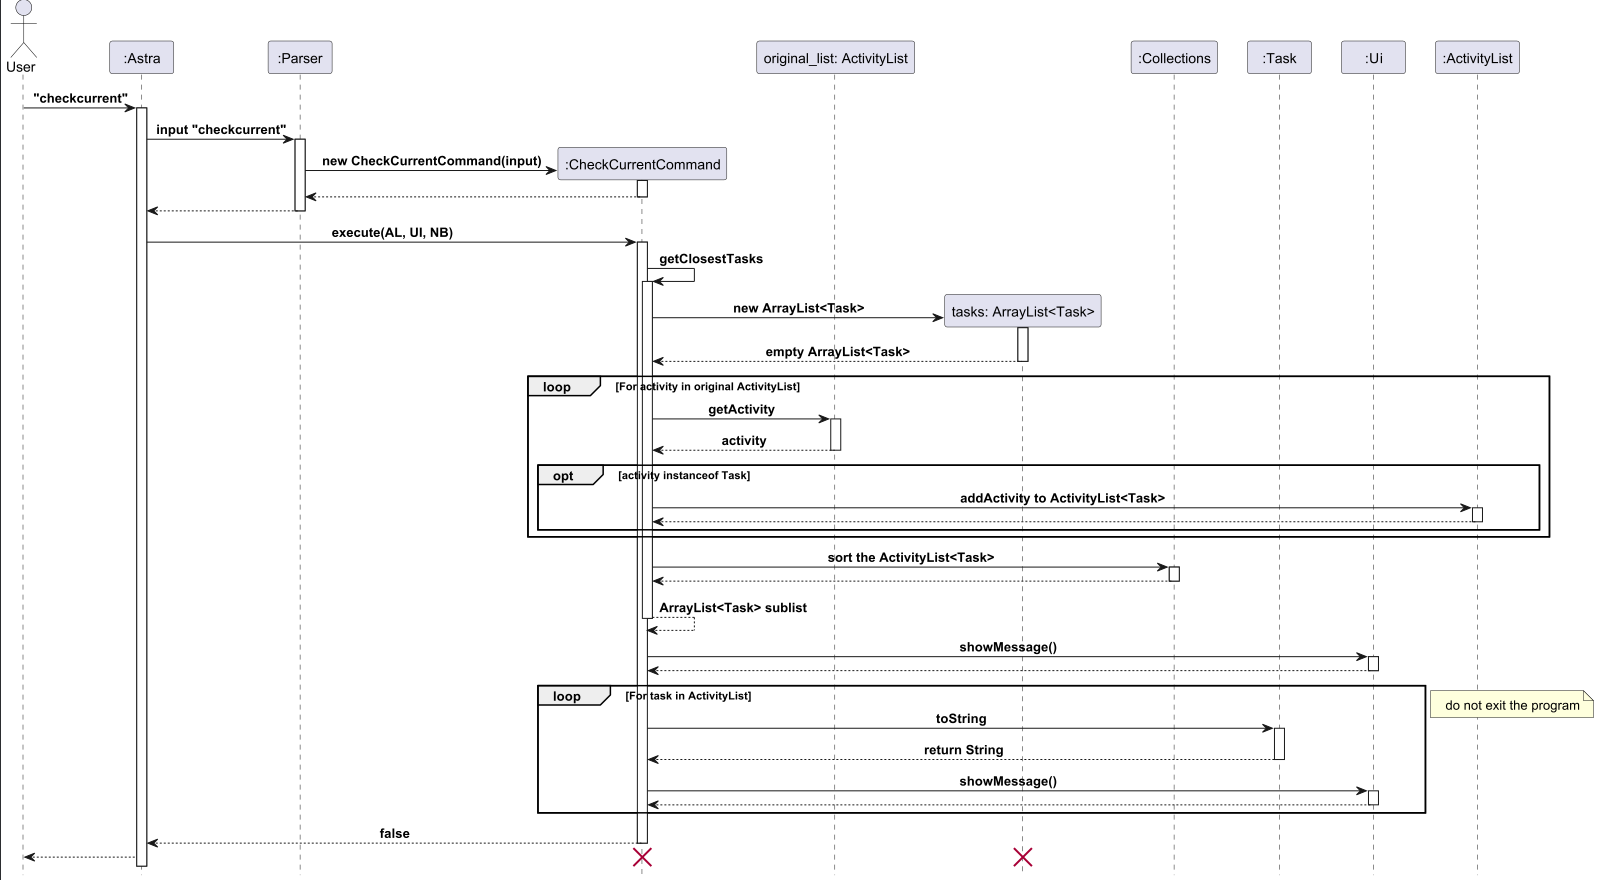 User
:Astra
:Parser
original_list: ActivityList
:Collections
:Task
:Ui
:ActivityList
"checkcurrent"
input "checkcurrent"
new CheckCurrentCommand(input)
:CheckCurrentCommand
execute(AL, UI, NB)
getClosestTasks
new ArrayList<Task>
tasks: ArrayList<Task>
empty ArrayList<Task>
loop
[For activity in original ActivityList]
getActivity
activity
opt
[activity instanceof Task]
addActivity to ActivityList<Task>
sort the ActivityList<Task>
ArrayList<Task> sublist
showMessage()
loop
[For task in ActivityList]
do not exit the program
toString
return String
showMessage()
false